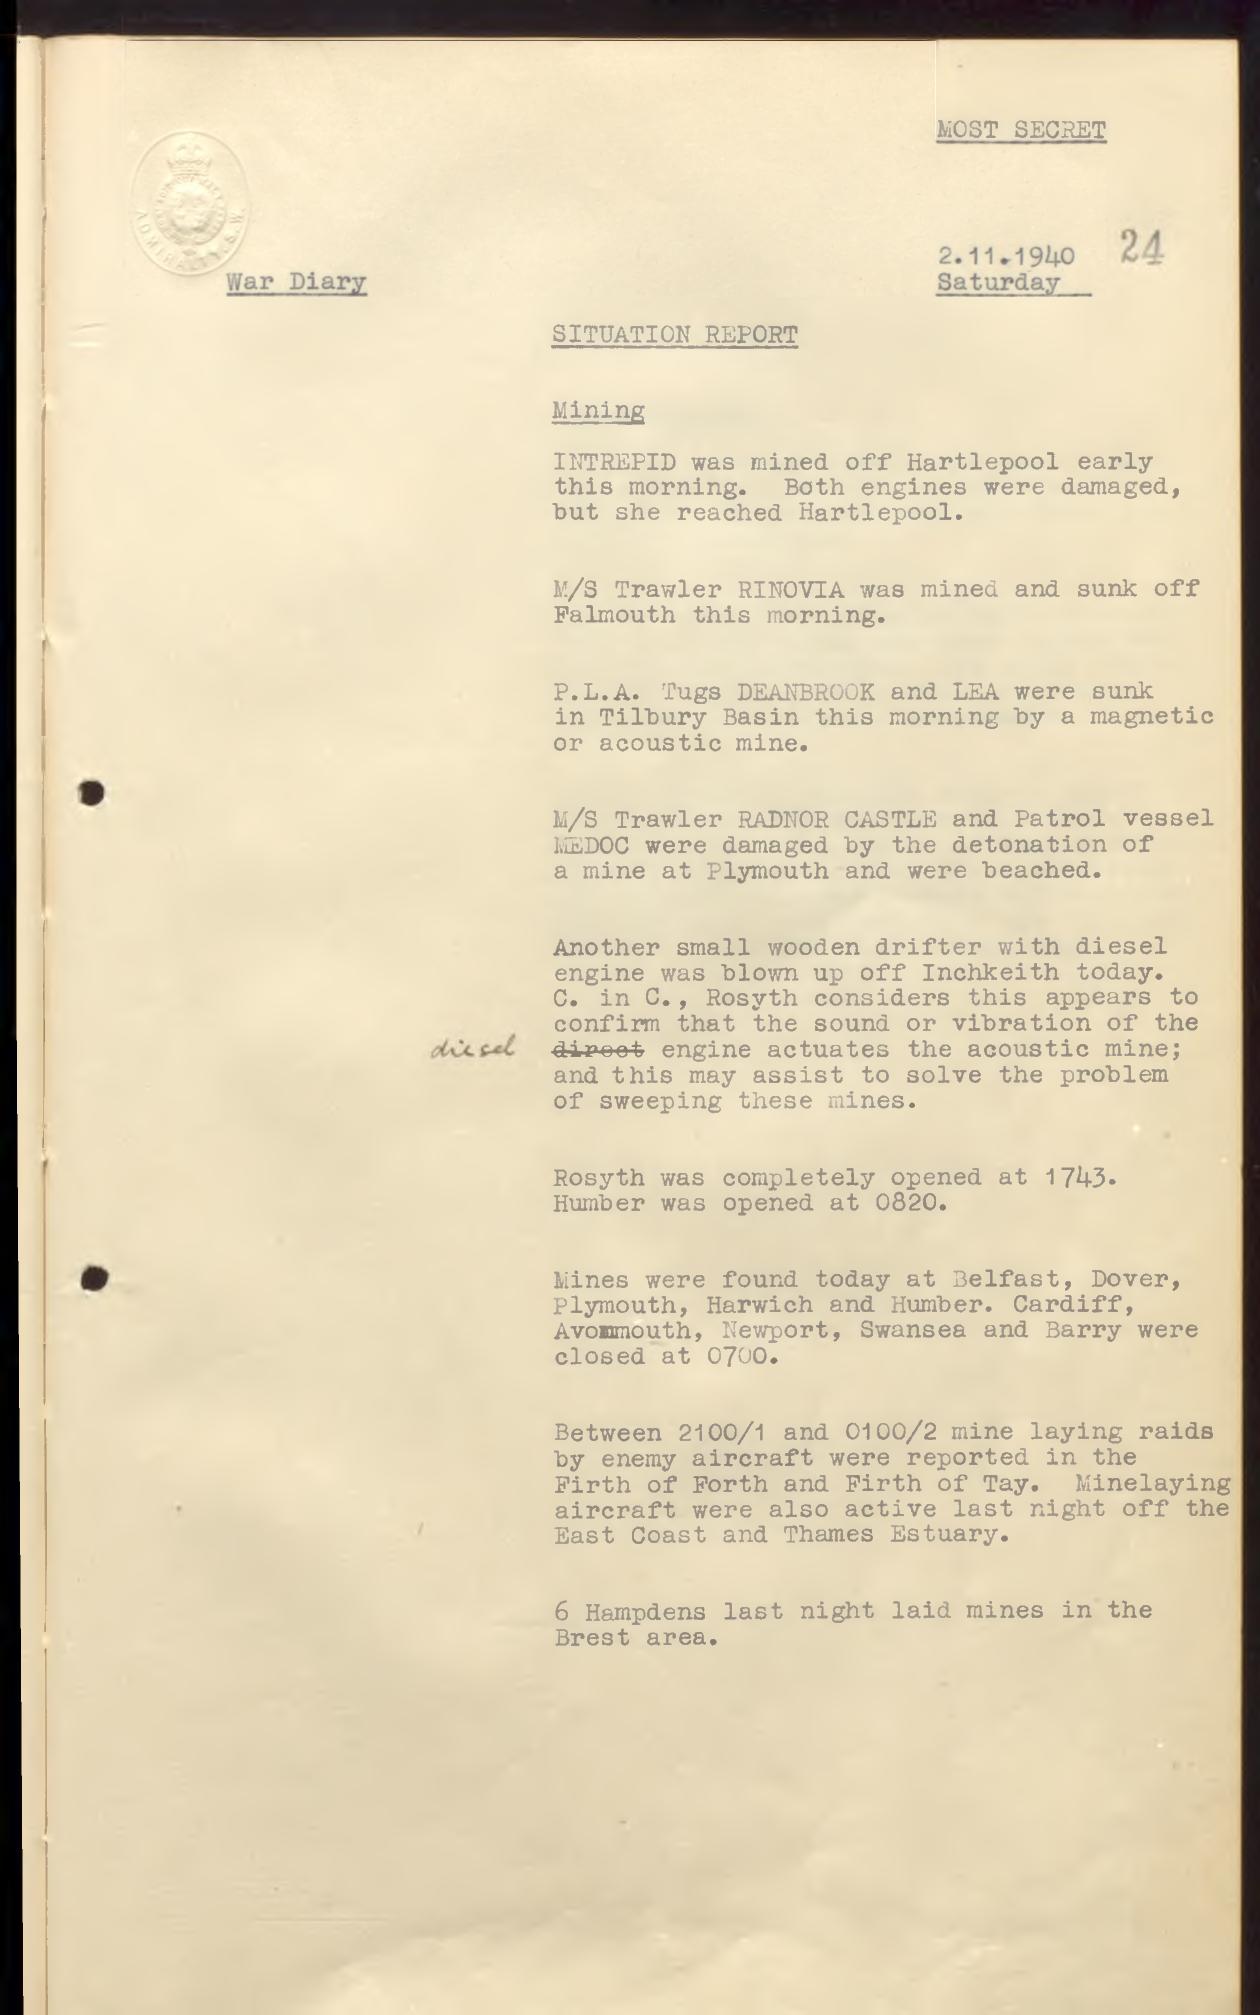 MOST SECRET
ADMIRALTY. S.W.
2.11.1940 24
War Diary
Saturday
SITUATION REPORT
Mining
INTREPID was mined off Hartlepool early
this morning. Both engines were damaged,
but she reached Hartlepool.
M/S Trawler RINOVIA was mined and sunk off
Falmouth this morning.
P.L.A. Tugs DEANBROOK and LEA were sunk
in Tilbury Basin this morning by a magnetic
or acoustic mine.
M/S Trawler RADNOR CASTLE and Patrol vessel
MEDOC were damaged by the detonation of
a mine at Plymouth and were beached.
Another small wooden drifter with diesel
engine was blown up off Inchkeith today.
C. in C., Rosyth considers this appears to
confirm that the sound or vibration of the
diesel direct engine actuates the acoustic mine;
and this may assist to solve the problem
of sweeping these mines.
Rosyth was completely opened at 1743.
Humber was opened at 0820.
Mines were found today at Belfast, Dover,
Plymouth, Harwich and Humber. Cardiff,
Avonmouth, Newport, Swansea and Barry were
closed at 0700.
Between 2100/1 and 0100/2 mine laying raids
by enemy aircraft were reported in the
Firth of Forth and Firth of Tay. Minelaying
aircraft were also active last night off the
East Coast and Thames Estuary.
6 Hampdens last night laid mines in the
Brest area.